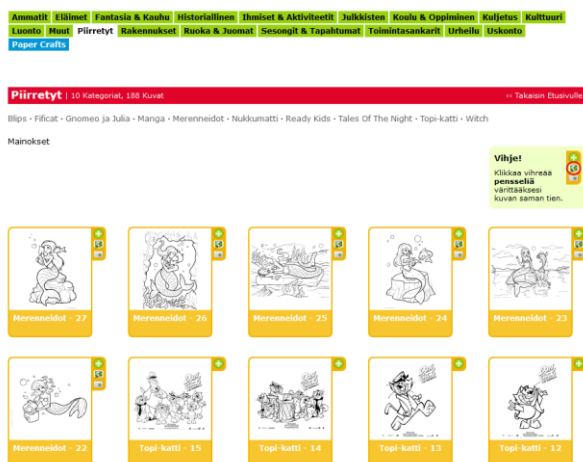 Ammatit Eläimet Fantasia & Kauhu Historiallinen Ihmiset & Aktiviteetit Julkkisten Koulu & Oppiminen Kuljetus Kulttuuri
Luonto Muut Piirretyt Rakennukset Ruoka & Juomat Sesongit & Tapahtumat Toimintasankarit Urheilu Uskonto
Paper Crafts
Piirretyt | 10 Kategoriat, 188 Kuvat ‹‹ Takaisin Etusivulle
Blips • Fificat • Gnomeo ja Julia • Manga • Merenneidot • Nukkumatti • Ready Kids • Tales Of The Night • Topi-katti • Witch
Mainokset
Vihje!
Klikkaa vihreää
pensseliä
värittääksesi
kuvan saman tien.
Merenneidot - 27
Merenneidot - 26
Merenneidot - 25
Merenneidot - 24
Merenneidot - 23
Merenneidot - 22
Topi-katti - 15
Topi-katti - 14
Topi-katti - 13
Topi-katti - 12